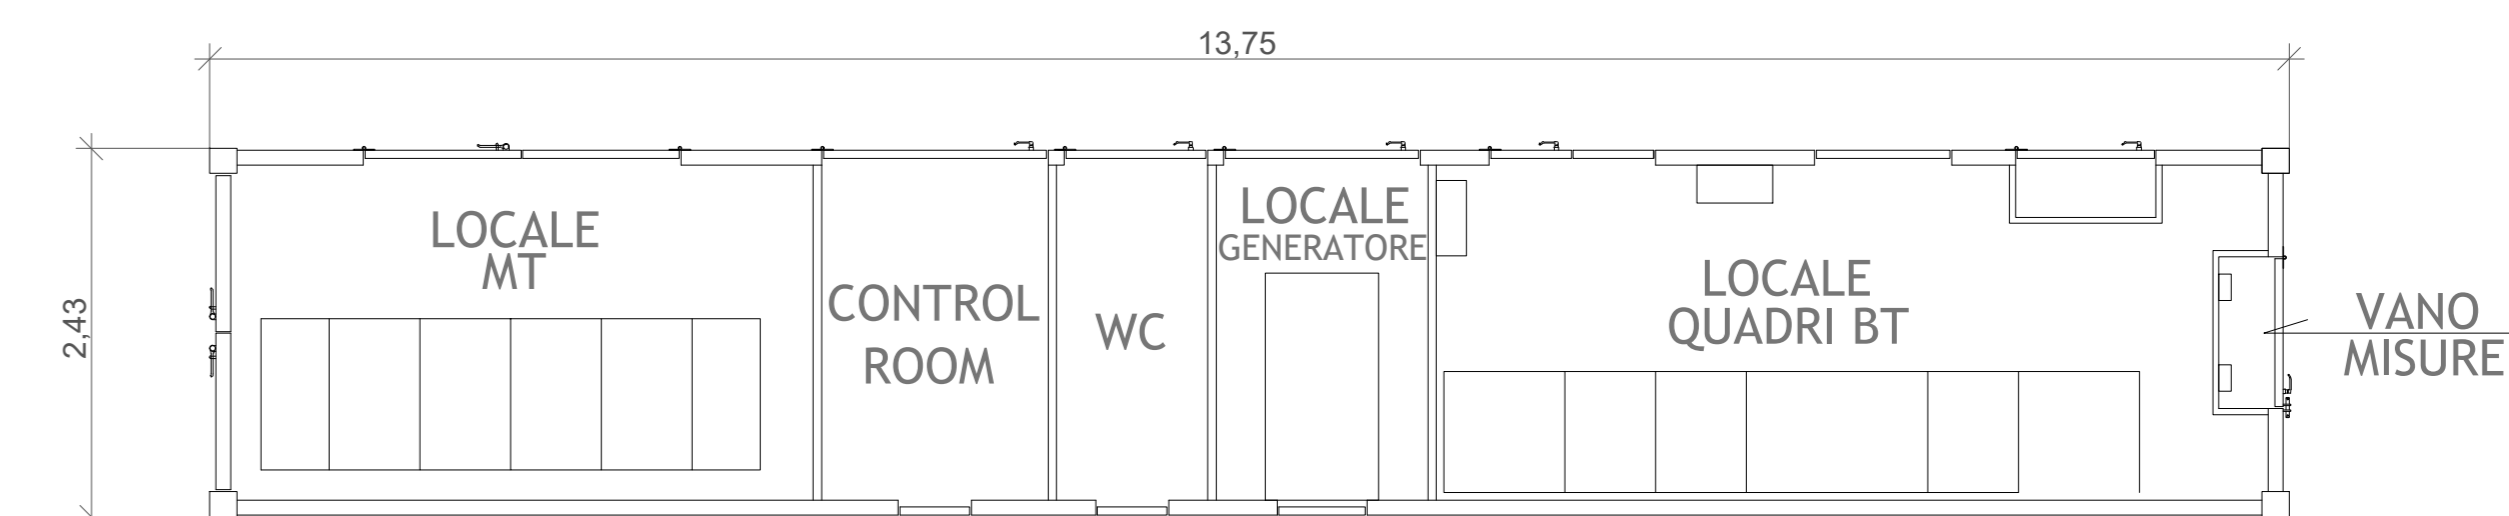 13,75
2,43
LOCALE
MT
CONTROL
ROOM
WC
LOCALE
GENERATORE
LOCALE
QUADRI BT
VANO
MISURE